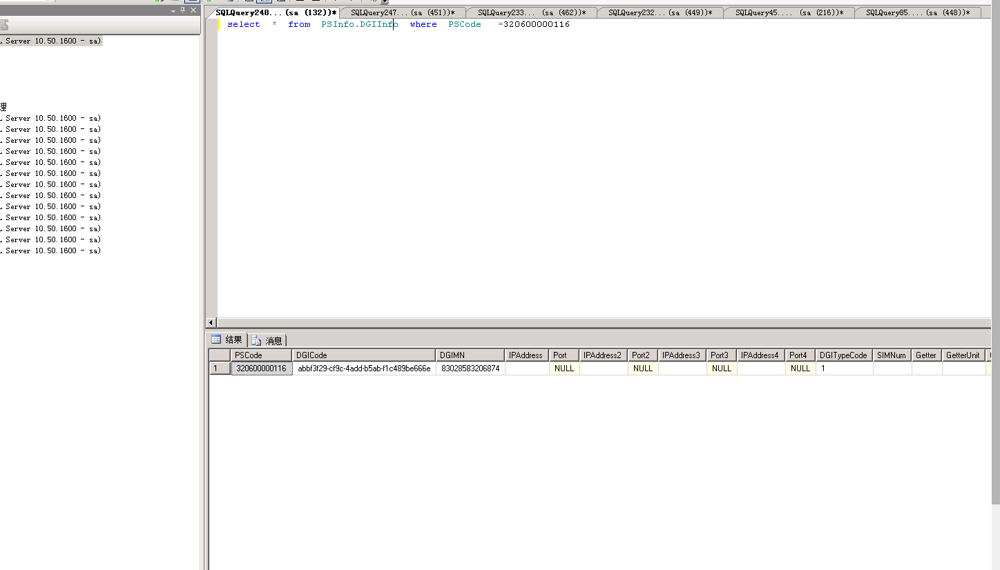 SQLQuery248...(sa (132))* SQLQuery247...(sa (451))* SQLQuery233... (sa (462))* SQLQuery232...(sa (449))* SQLQuery45.... (sa (216))* SQLQuery85....(sa (448))*
select * from PSInfo.DGIInfo where PSCode =320600000116
Server 10.50.1600 - sa)
理
Server 10.50.1600 - sa)
Server 10.50.1600 - sa)
Server 10.50.1600 - sa)
Server 10.50.1600 - sa)
Server 10.50.1600 - sa)
Server 10.50.1600 - sa)
Server 10.50.1600 - sa)
Server 10.50.1600 - sa)
Server 10.50.1600 - sa)
Server 10.50.1600 - sa)
Server 10.50.1600 - sa)
Server 10.50.1600 - sa)
Server 10.50.1600 - sa)
结果 消息
PSCode DGICode DGIMN IPAddress Port IPAddress2 Port2 IPAddress3 Port3 IPAddress4 Port4 DGITypeCode SIMNum Getter GetterUnit
1 320600000116 abbf3f29-cf9c-4add-b5ab-f1c489be666e 83028583206874 NULL NULL NULL NULL 1